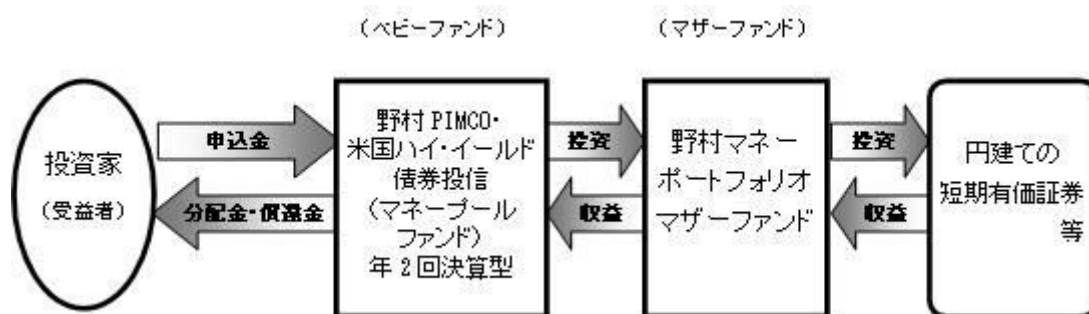 (ベビーファンド)
(マザーファンド)
投資家
(受益者)
申込金
分配金・償還金
野村PIMCO・
米国ハイ・イールド
債券投信
(マネープール
ファンド)
年2回決算型
投資
収益
野村マネー
ポートフォリオ
マザーファンド
投資
収益
円建ての
短期有価証券
等